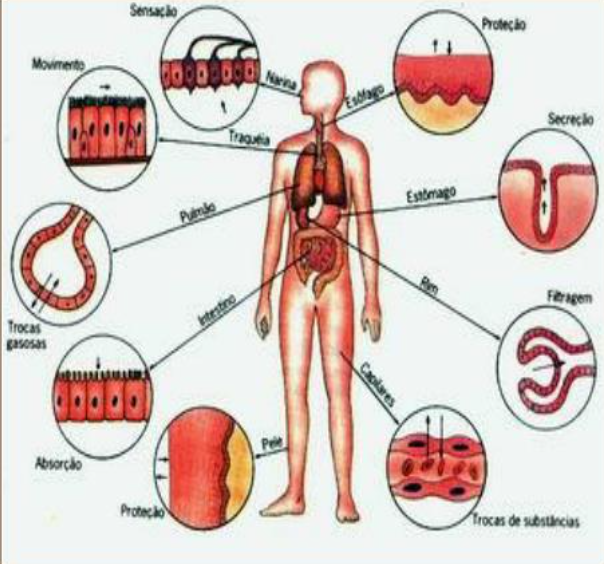 Sensação
Proteção
Movimento
Narina
Esôfago
Secreção
Traquéia
Estômago
Pulmão
Rim
Filtragem
Trocas
gasosas
Intestino
Capilares
Absorção
Pele
Proteção
Trocas de substâncias